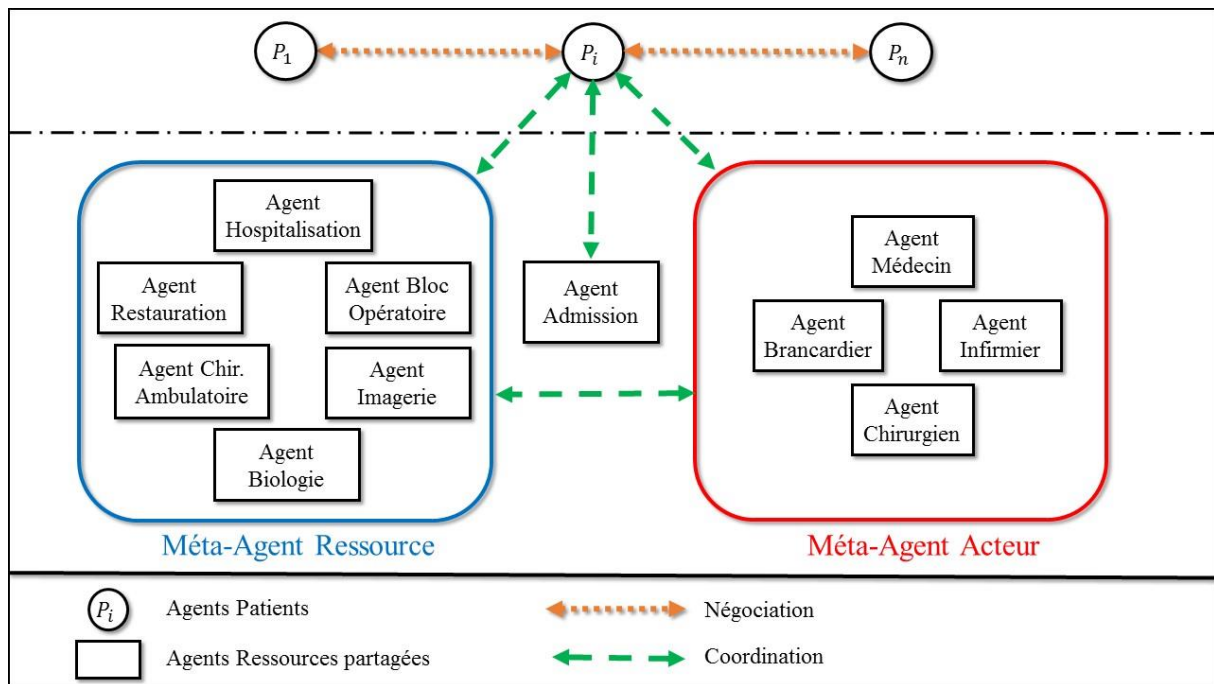 P₁
Pᵢ
Pₙ
Agent
Hospitalisation
Agent
Restauration
Agent Bloc
Opératoire
Agent Chir.
Ambulatoire
Agent
Imagerie
Agent
Biologie
Méta-Agent Ressource
Agent
Admission
Agent
Médecin
Agent
Brancardier
Agent
Infirmier
Agent
Chirurgien
Méta-Agent Acteur
Pᵢ
Agents Patients
Négociation
Agents Ressources partagées
Coordination